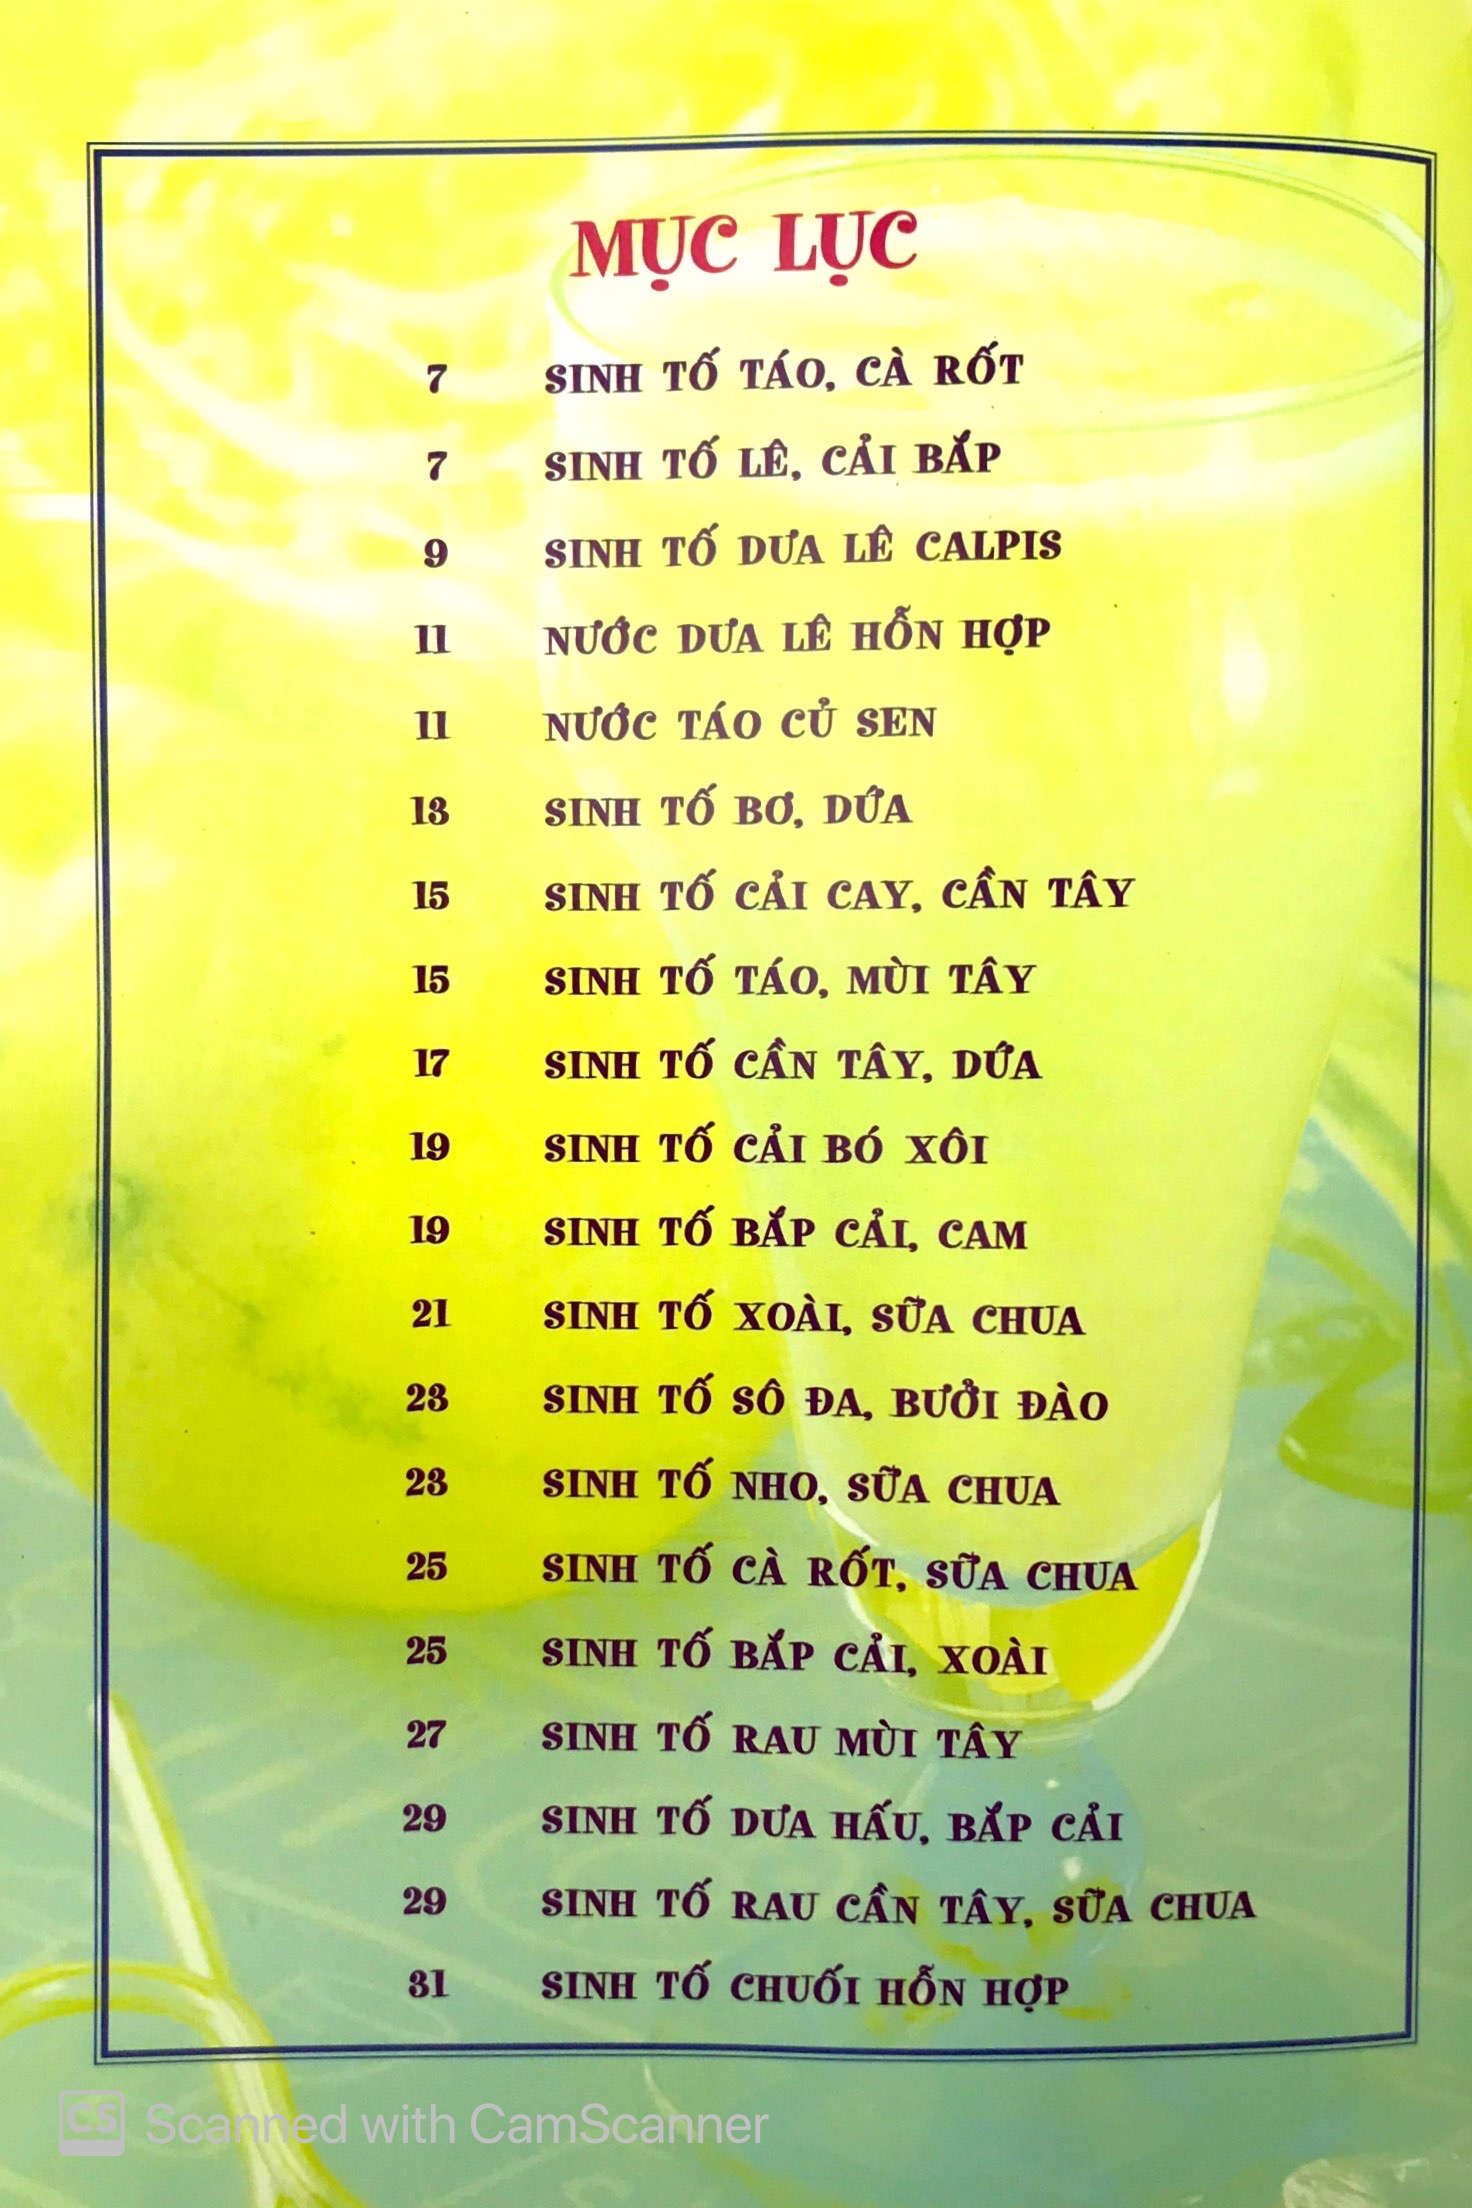 MỤC LỤC
7 SINH TỐ TÁO, CÀ RỐT
7 SINH TỐ LÊ, CẢI BẮP
9 SINH TỐ DƯA LÊ CALPIS
11 NƯỚC DƯA LÊ HỖN HỢP
11 NƯỚC TÁO CỦ SEN
13 SINH TỐ BƠ, DỨA
15 SINH TỐ CẢI CAY, CẦN TÂY
15 SINH TỐ TÁO, MÙI TÂY
17 SINH TỐ CẦN TÂY, DỨA
19 SINH TỐ CẢI BÓ XÔI
19 SINH TỐ BẮP CẢI, CAM
21 SINH TỐ XOÀI, SỮA CHUA
23 SINH TỐ SÔ ĐA, BƯỞI ĐÀO
23 SINH TỐ NHO, SỮA CHUA
25 SINH TỐ CÀ RỐT, SỮA CHUA
25 SINH TỐ BẮP CẢI, XOÀI
27 SINH TỐ RAU MÙI TÂY
29 SINH TỐ DƯA HẤU, BẮP CẢI
29 SINH TỐ RAU CẦN TÂY, SỮA CHUA
31 SINH TỐ CHUỐI HỖN HỢP
CS Scanned with CamScanner